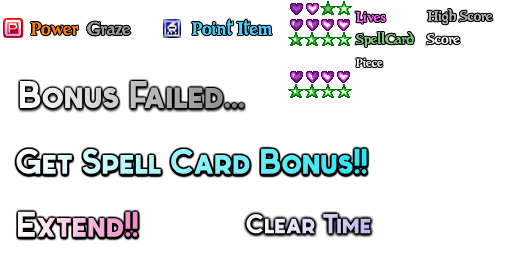 P Power Graze Point Item Lives High Score
SpellCard Score
Piece
Bonus Failed...
Get Spell Card Bonus!!
Extend!! Clear Time